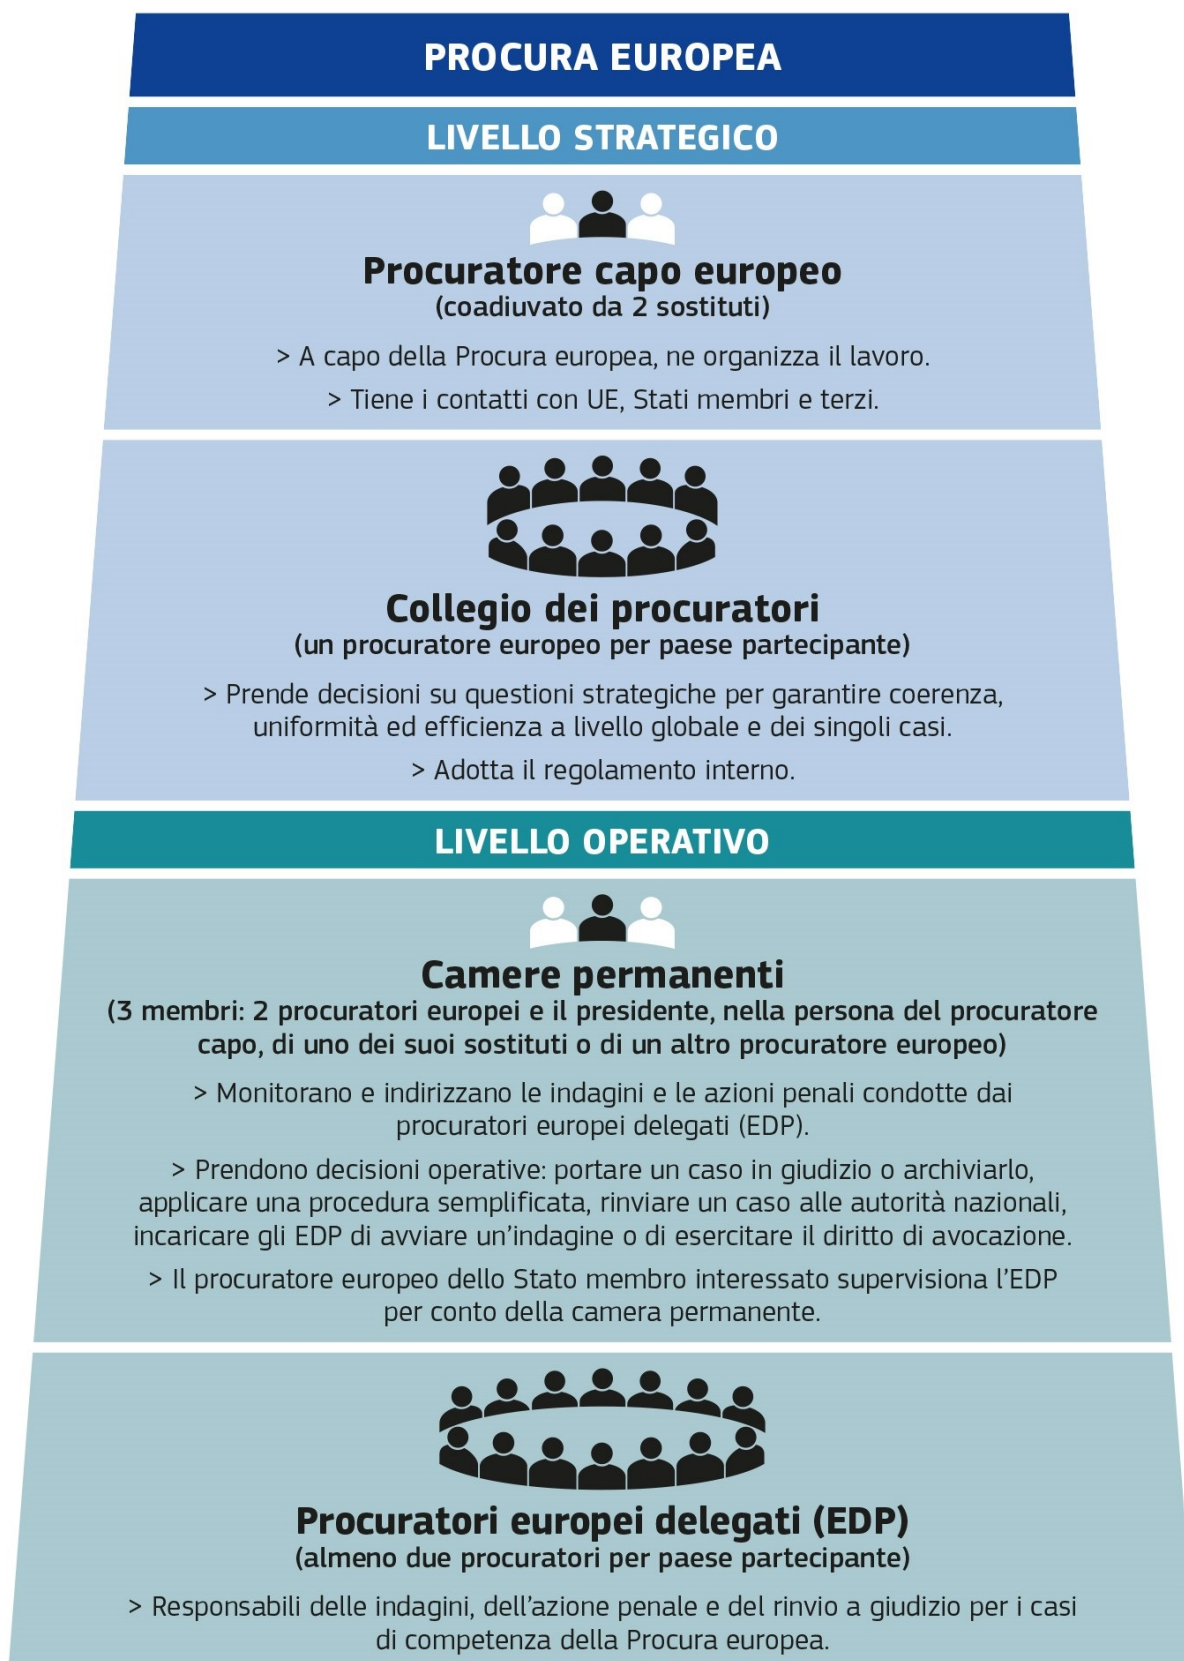 PROCURA EUROPEA
LIVELLO STRATEGICO
Procuratore capo europeo
(coadiuvato da 2 sostituti)
> A capo della Procura europea, ne organizza il lavoro.
> Tiene i contatti con UE, Stati membri e terzi.
Collegio dei procuratori
(un procuratore europeo per paese partecipante)
> Prende decisioni su questioni strategiche per garantire coerenza,
uniformità ed efficienza a livello globale e dei singoli casi.
> Adotta il regolamento interno.
LIVELLO OPERATIVO
Camere permanenti
(3 membri: 2 procuratori europei e il presidente, nella persona del procuratore
capo, di uno dei suoi sostituti o di un altro procuratore europeo)
> Monitorano e indirizzano le indagini e le azioni penali condotte dai
procuratori europei delegati (EDP).
> Prendono decisioni operative: portare un caso in giudizio o archiviarlo,
applicare una procedura semplificata, rinviare un caso alle autorità nazionali,
incaricare gli EDP di avviare un’indagine o di esercitare il diritto di avocazione.
> Il procuratore europeo dello Stato membro interessato supervisiona l’EDP
per conto della camera permanente.
Procuratori europei delegati (EDP)
(almeno due procuratori per paese partecipante)
> Responsabili delle indagini, dell’azione penale e del rinvio a giudizio per i casi
di competenza della Procura europea.